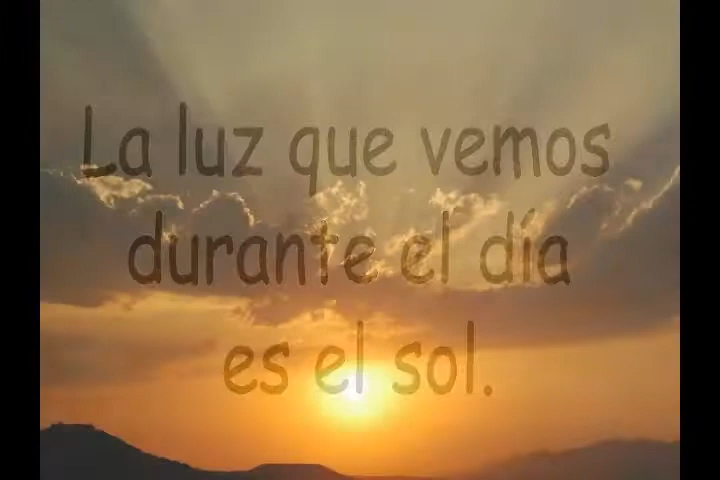 La luz que vemos
durante el día
es el sol.